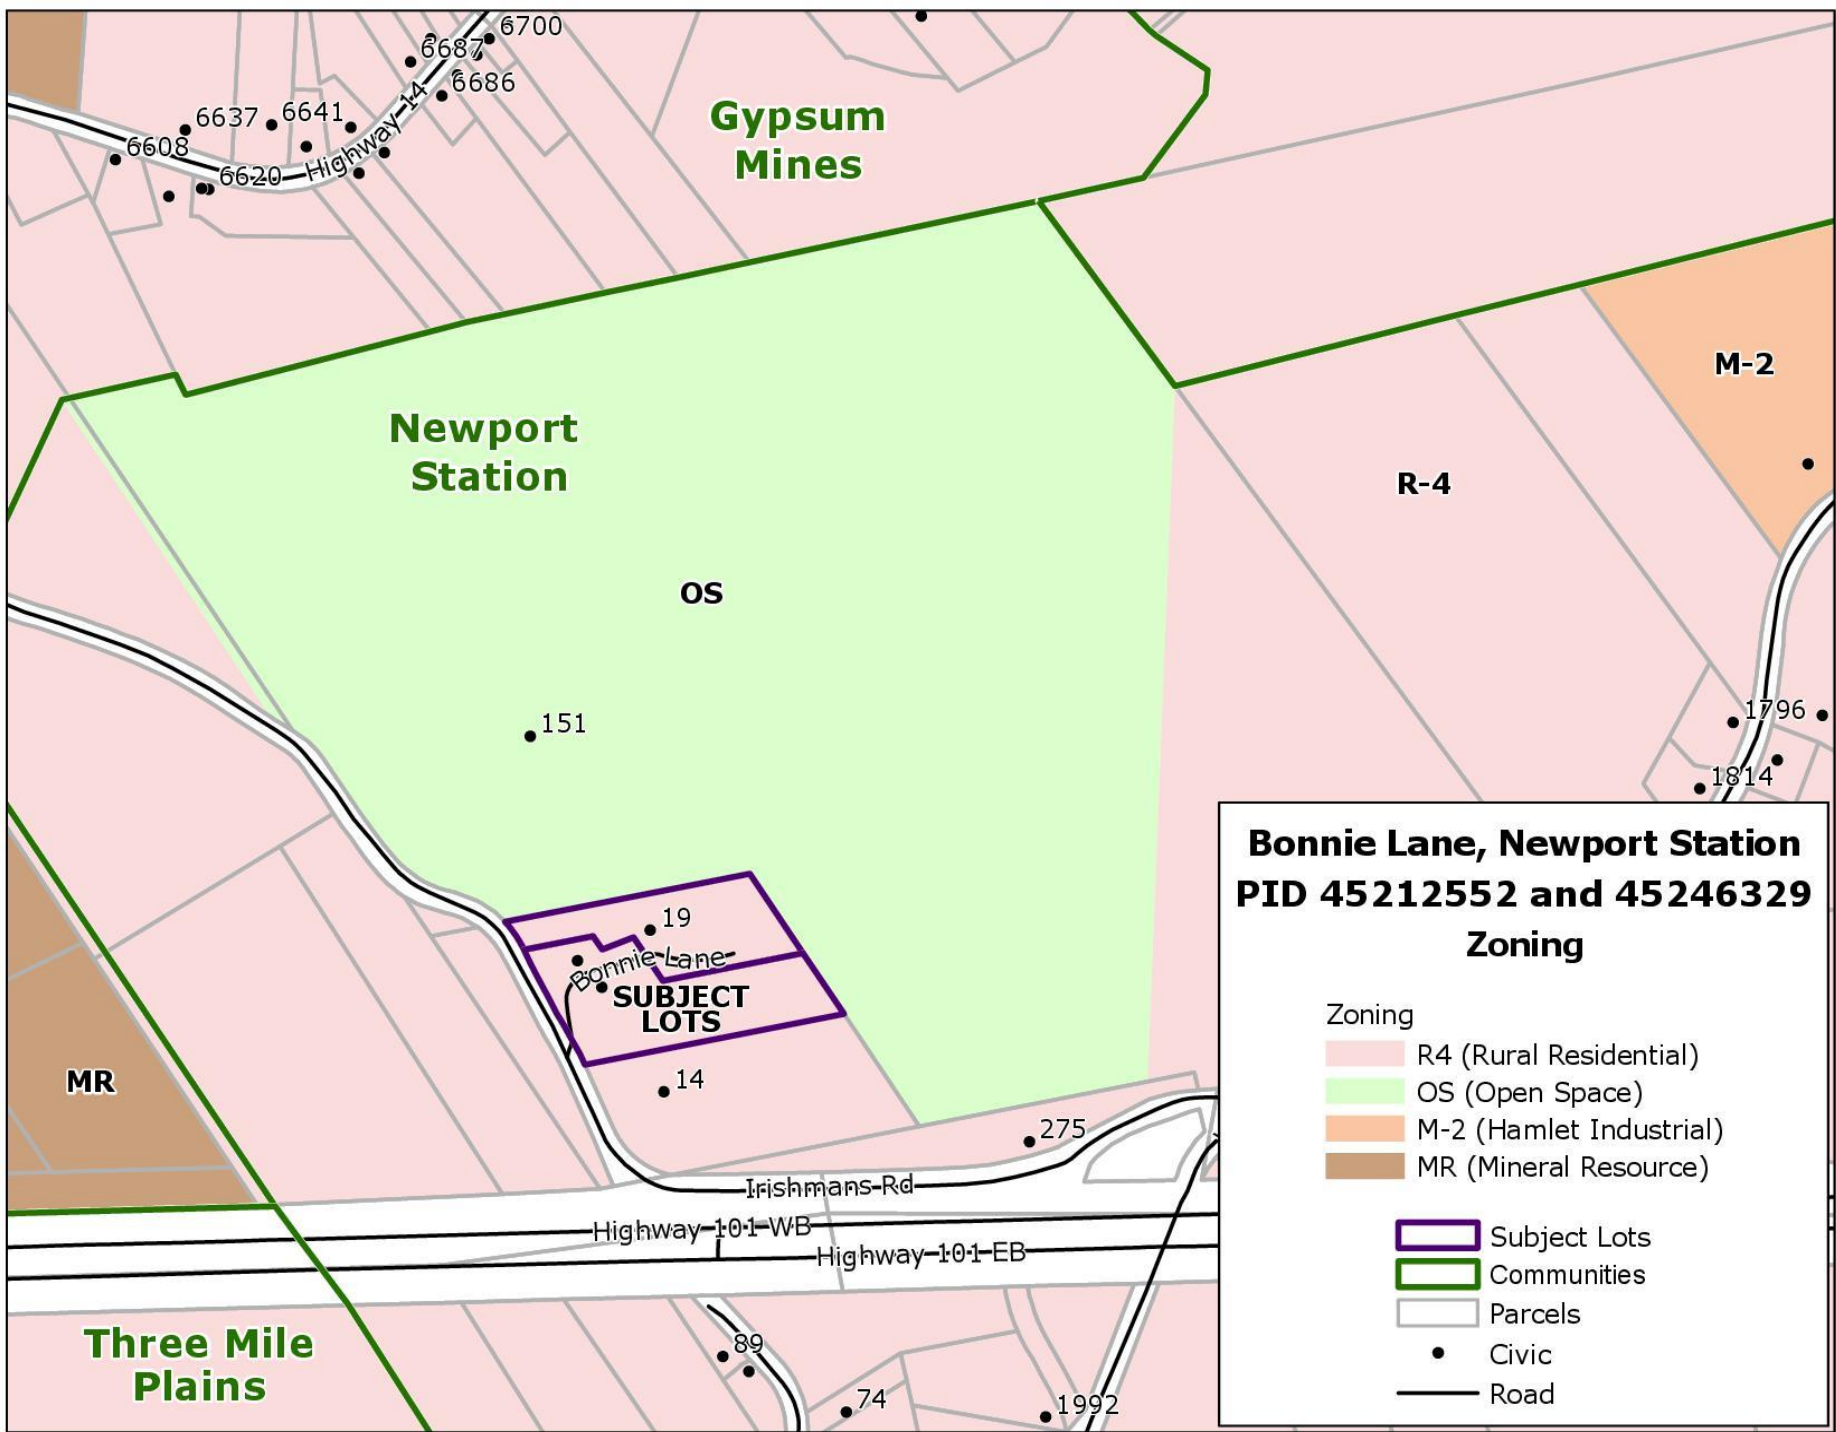 6700
6687
6686
Highway 14
6637
6641
6608
6620
Gypsum
Mines
M-2
Newport
Station
R-4
OS
151
1796
1814
19
Bonnie Lane
SUBJECT
LOTS
14
MR
275
Irishmans Rd
Highway 101 WB
Highway 101 EB
Three Mile
Plains
89
74
1992
Bonnie Lane, Newport Station
PID 45212552 and 45246329
Zoning
Zoning
R4 (Rural Residential)
OS (Open Space)
M-2 (Hamlet Industrial)
MR (Mineral Resource)
Subject Lots
Communities
Parcels
Civic
Road